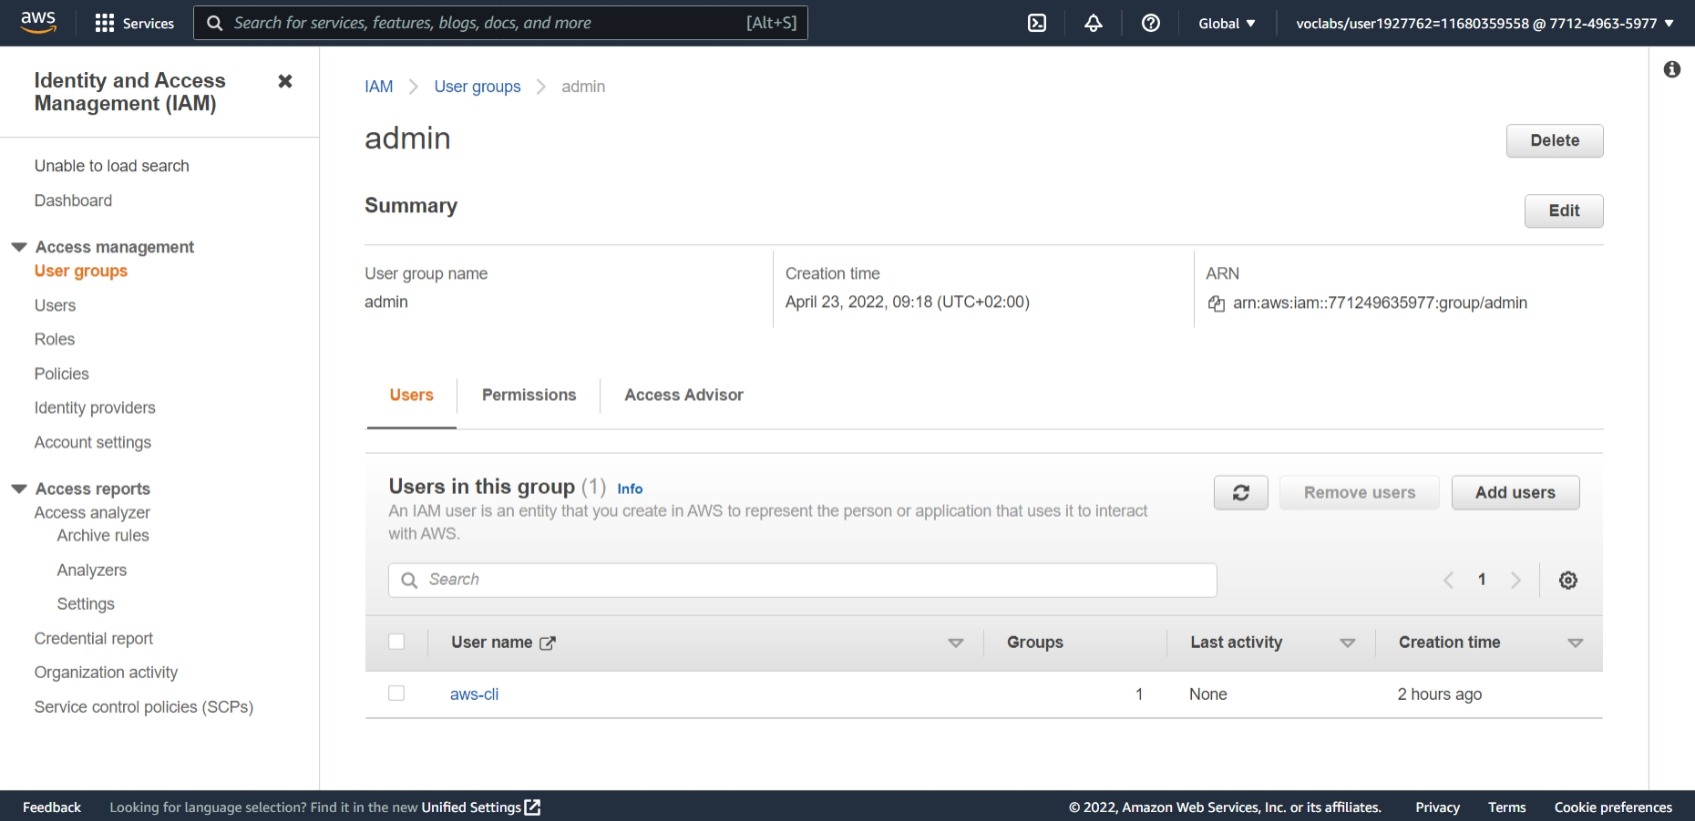 aws Services Search for services, features, blogs, docs, and more [Alt+S] Global voclabs/user1927762=11680359558 @ 7712-4963-5977
Identity and Access
Management (IAM)
Unable to load search
Dashboard
Access management
User groups
Users
Roles
Policies
Identity providers
Account settings
Access reports
Access analyzer
Archive rules
Analyzers
Settings
Credential report
Organization activity
Service control policies (SCPs)
IAM User groups admin
admin
Delete
Summary
Edit
User group name
admin
Creation time
April 23, 2022, 09:18 (UTC+02:00)
ARN
arn:aws:iam::771249635977:group/admin
Users Permissions Access Advisor
Users in this group (1) Info
An IAM user is an entity that you create in AWS to represent the person or application that uses it to interact
with AWS.
Remove users Add users
Search
1
User name Groups Last activity Creation time
aws-cli 1 None 2 hours ago
Feedback Looking for language selection? Find it in the new Unified Settings © 2022, Amazon Web Services, Inc. or its affiliates. Privacy Terms Cookie preferences